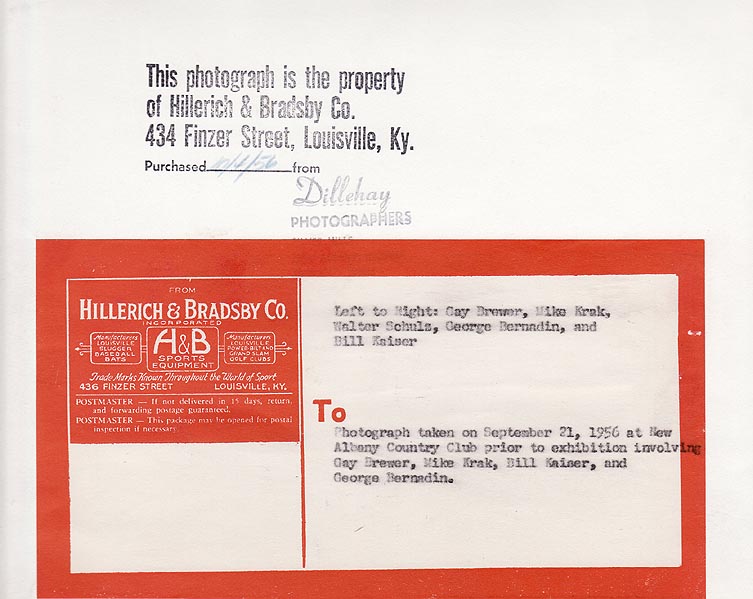 This photograph is the property
of Hillerich & Bradsby Co.
434 Finzer Street, Louisville, Ky.
Purchased 10/4/56 from
Dillehay
PHOTOGRAPHERS
FROM
HILLERICH & BRADSBY CO.
INCORPORATED
Manufacturers
LOUISVILLE
SLUGGER
BASEBALL
BATS
H&B
SPORTS
EQUIPMENT
Manufacturers
LOUISVILLE
POWER-BILT AND
GRAND SLAM
GOLF CLUBS
Trade Marks Known Throughout the World of Sport
436 FINZER STREET LOUISVILLE, KY.
POSTMASTER — If not delivered in 15 days, return,
and forwarding postage guaranteed.
POSTMASTER — This package may be opened for postal
inspection if necessary.
Left to Right: Gay Brewer, Mike Krak,
Walter Schulz, George Bernadin, and
Bill Kaiser
To
Photograph taken on September 21, 1956 at New
Albany Country Club prior to exhibition involving
Gay Brewer, Mike Krak, Bill Kaiser, and
George Bernadin.